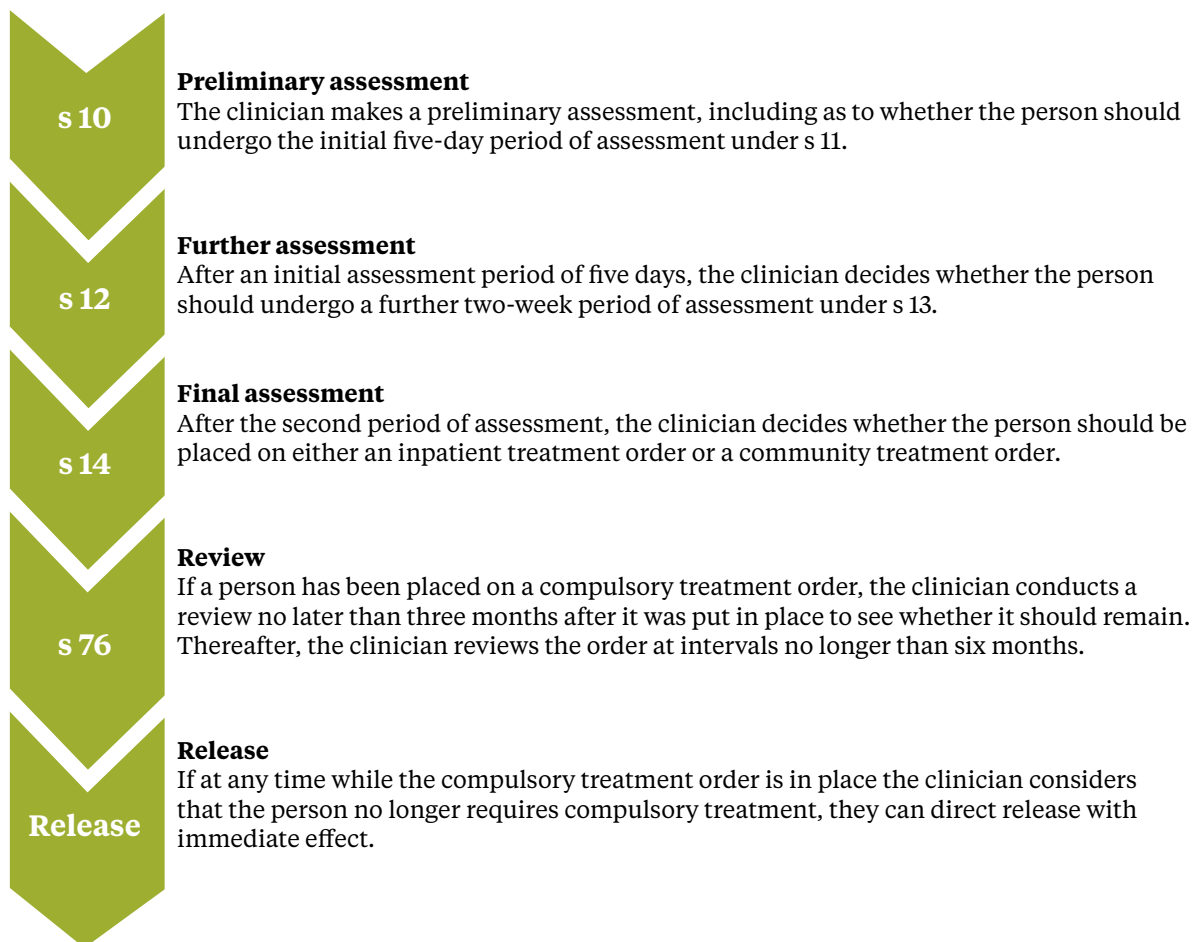 s 10
Preliminary assessment
The clinician makes a preliminary assessment, including as to whether the person should
undergo the initial five-day period of assessment under s 11.
s 12
Further assessment
After an initial assessment period of five days, the clinician decides whether the person
should undergo a further two-week period of assessment under s 13.
s 14
Final assessment
After the second period of assessment, the clinician decides whether the person should be
placed on either an inpatient treatment order or a community treatment order.
s 76
Review
If a person has been placed on a compulsory treatment order, the clinician conducts a
review no later than three months after it was put in place to see whether it should remain.
Thereafter, the clinician reviews the order at intervals no longer than six months.
Release
Release
If at any time while the compulsory treatment order is in place the clinician considers
that the person no longer requires compulsory treatment, they can direct release with
immediate effect.